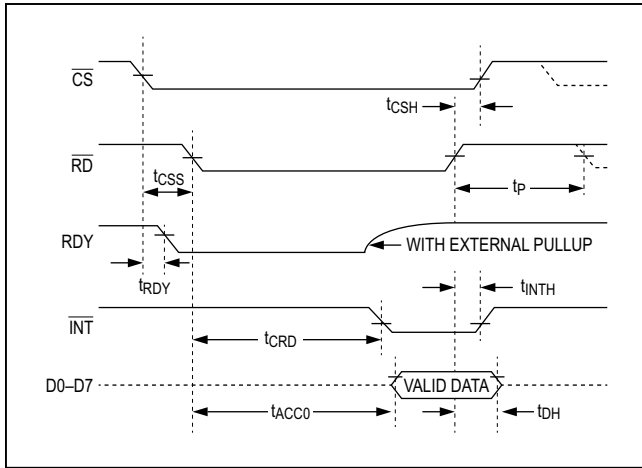 CS
tCSH
RD
tCSS
tP
RDY
WITH EXTERNAL PULLUP
tRDY
tINTH
INT
tCRD
D0–D7
VALID DATA
tACC0
tDH